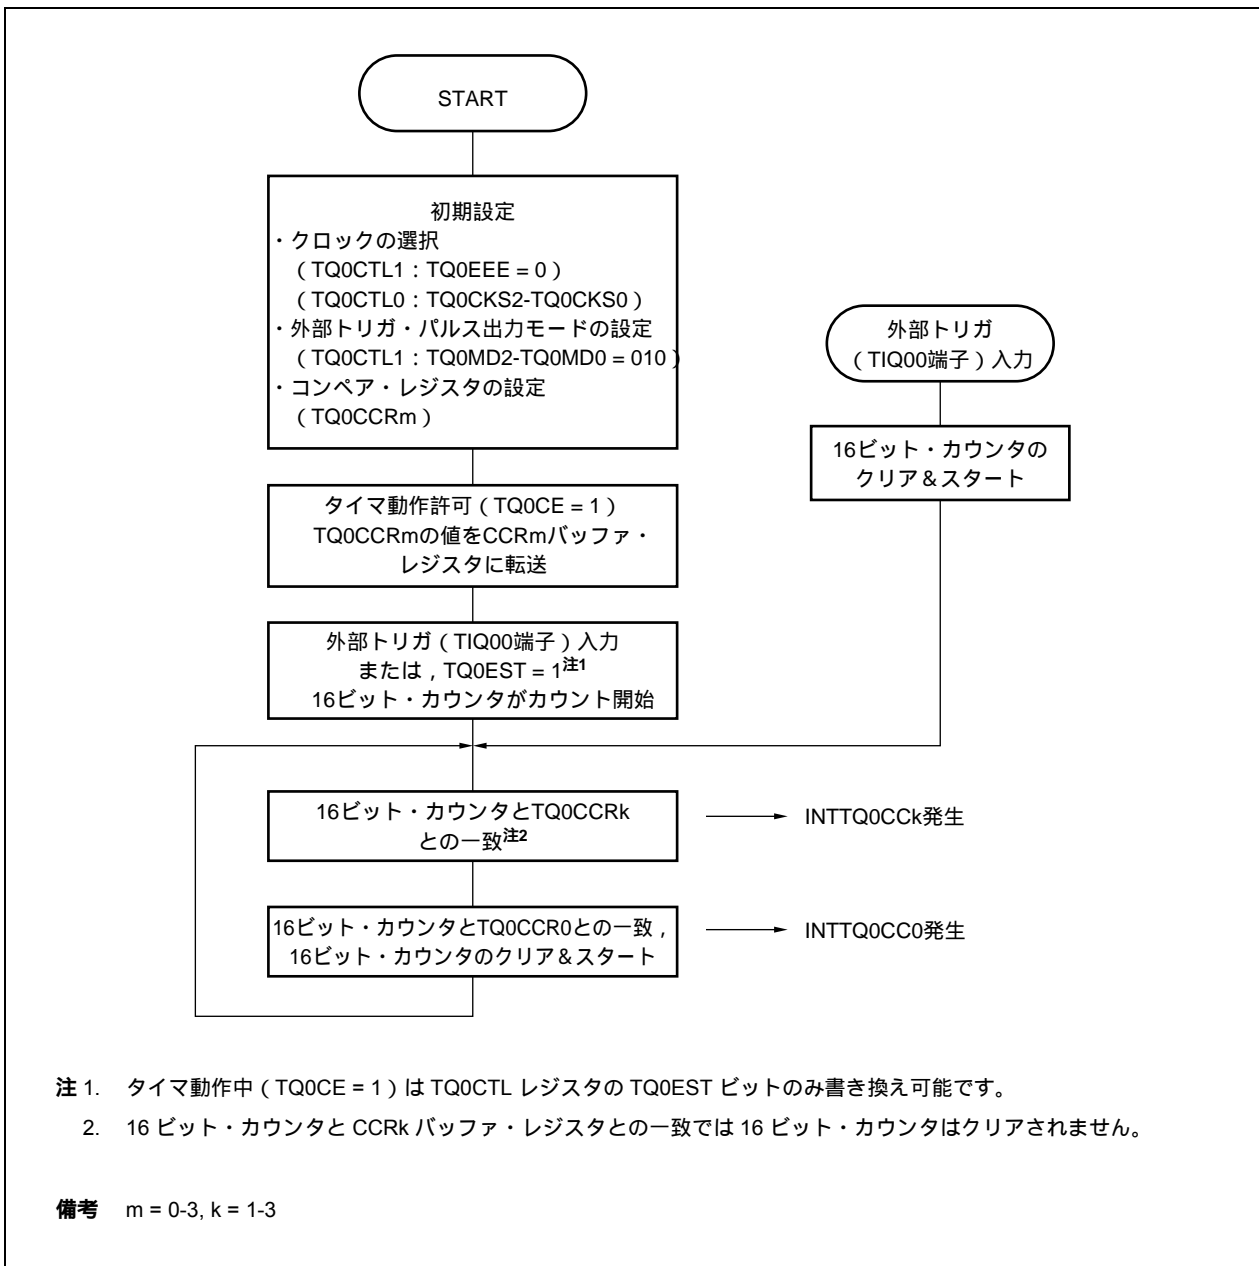 START
初期設定
・クロックの選択
（TQ0CTL1：TQ0EEE = 0）
（TQ0CTL0：TQ0CKS2-TQ0CKS0）
・外部トリガ・パルス出力モードの設定
（TQ0CTL1：TQ0MD2-TQ0MD0 = 010）
・コンペア・レジスタの設定
（TQ0CCRm）
外部トリガ
（TIQ00端子）入力
16ビット・カウンタの
クリア＆スタート
タイマ動作許可（TQ0CE = 1）
TQ0CCRmの値をCCRmバッファ・
レジスタに転送
外部トリガ（TIQ00端子）入力
または，TQ0EST = 1注1
16ビット・カウンタがカウント開始
16ビット・カウンタとTQ0CCRk
との一致注2
INTTQ0CCk発生
16ビット・カウンタとTQ0CCR0との一致，
16ビット・カウンタのクリア＆スタート
INTTQ0CC0発生
注 1. タイマ動作中（TQ0CE = 1）は TQ0CTL レジスタの TQ0EST ビットのみ書き換え可能です。
2. 16 ビット・カウンタと CCRk バッファ・レジスタとの一致では 16 ビット・カウンタはクリアされません。
備考 m = 0-3, k = 1-3